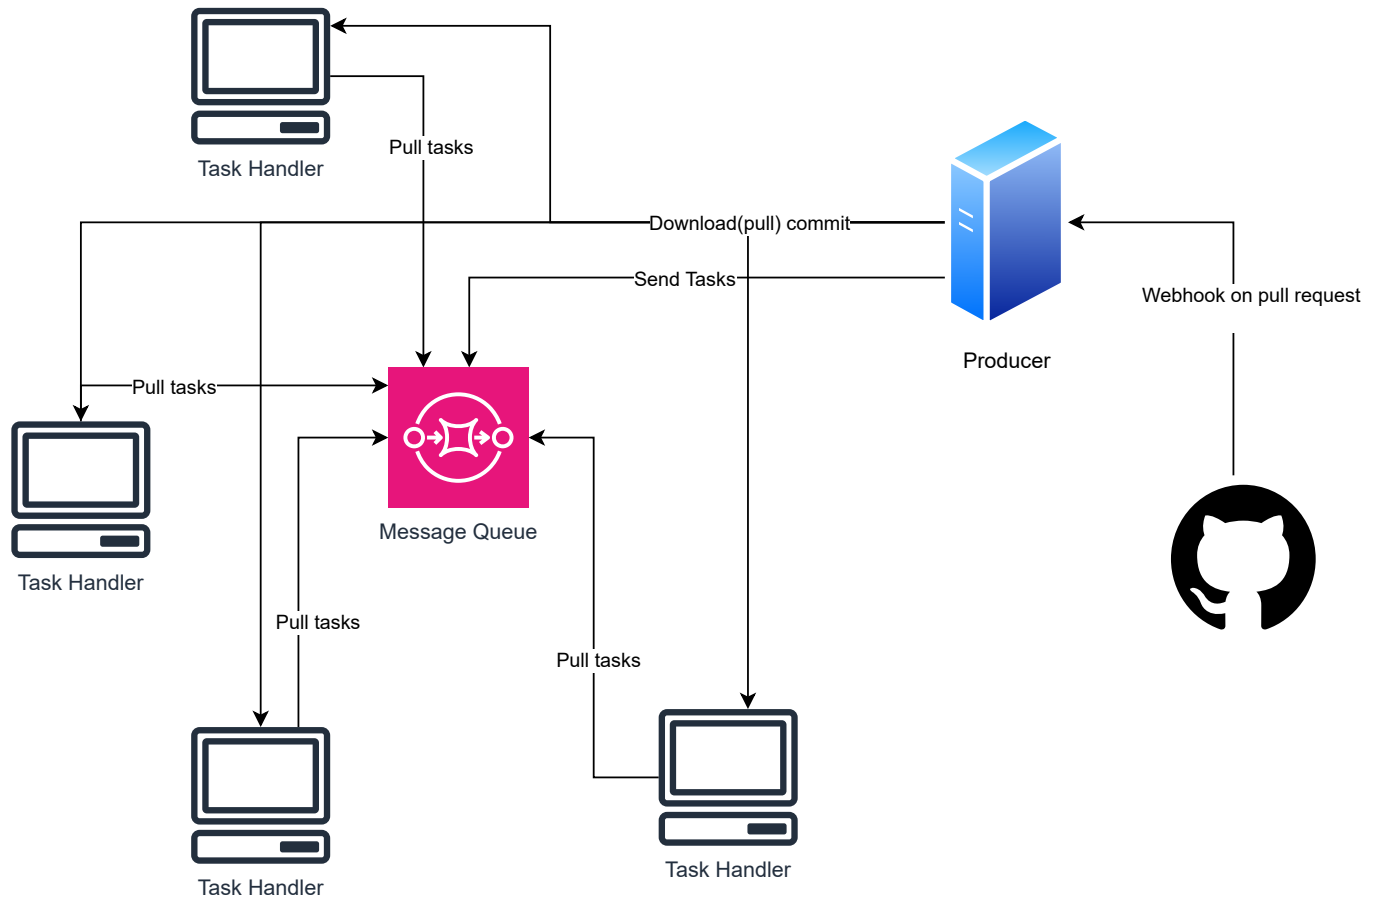 Pull tasks
Task Handler
Download(pull) commit
Send Tasks
Webhook on pull request
Producer
Pull tasks
Message Queue
Task Handler
Pull tasks
Pull tasks
Task Handler
Task Handler